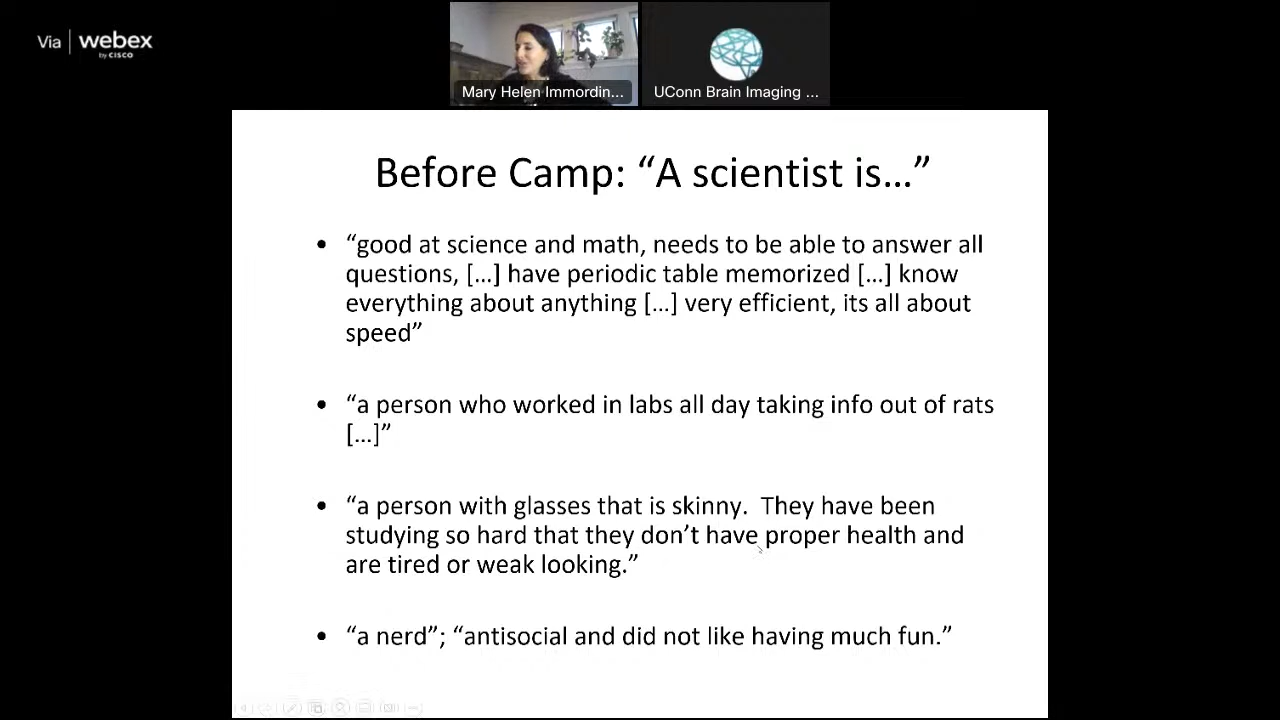 Via | webex
by CISCO
Mary Helen Immordin...
UConn Brain Imaging ...
Before Camp: “A scientist is...”
• “good at science and math, needs to be able to answer all
questions, [...] have periodic table memorized [...] know
everything about anything [...] very efficient, its all about
speed”
• “a person who worked in labs all day taking info out of rats
[...]”
• “a person with glasses that is skinny.  They have been
studying so hard that they don’t have proper health and
are tired or weak looking.”
• “a nerd”; “antisocial and did not like having much fun.”